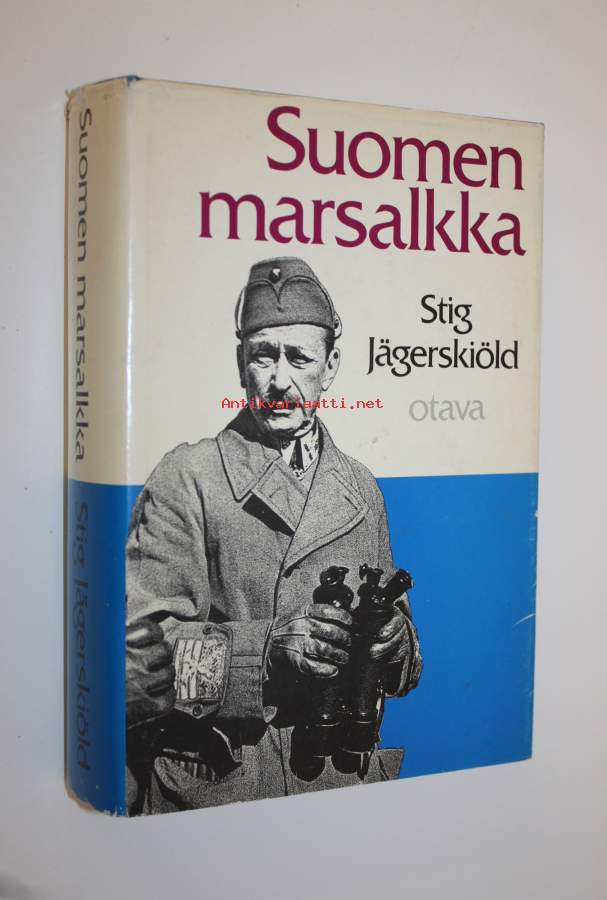 Suomen
marsalkka
Stig
Jägerskiöld
otava
Suomen marsalkka Stig Jägerskiöld
Antikvariaatti.net